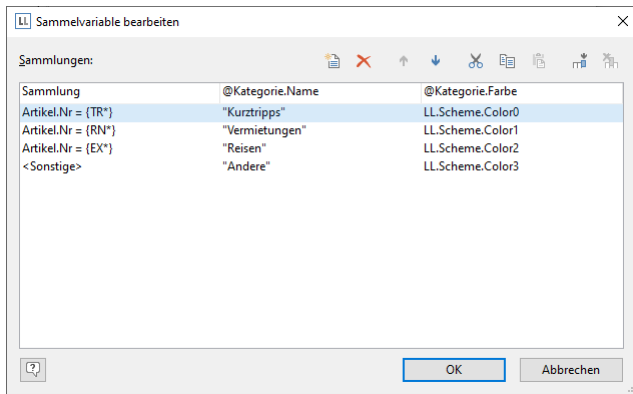 LL Sammelvariable bearbeiten
Sammlungen:
Sammlung @Kategorie.Name @Kategorie.Farbe
Artikel.Nr = {TR*} "Kurztripps" LL.Scheme.Color0
Artikel.Nr = {RN*} "Vermietungen" LL.Scheme.Color1
Artikel.Nr = {EX*} "Reisen" LL.Scheme.Color2
<Sonstige> "Andere" LL.Scheme.Color3
OK Abbrechen